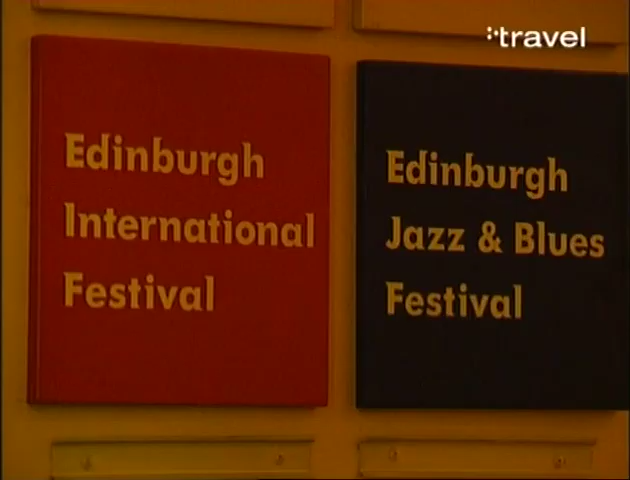 :·travel
Edinburgh
International
Festival
Edinburgh
Jazz & Blues
Festival